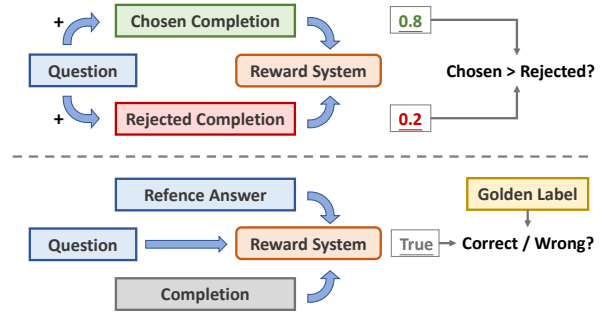 + Chosen Completion 0.8
Question Reward System Chosen > Rejected?
+ Rejected Completion 0.2
Refence Answer Golden Label
Question Reward System True Correct / Wrong?
Completion